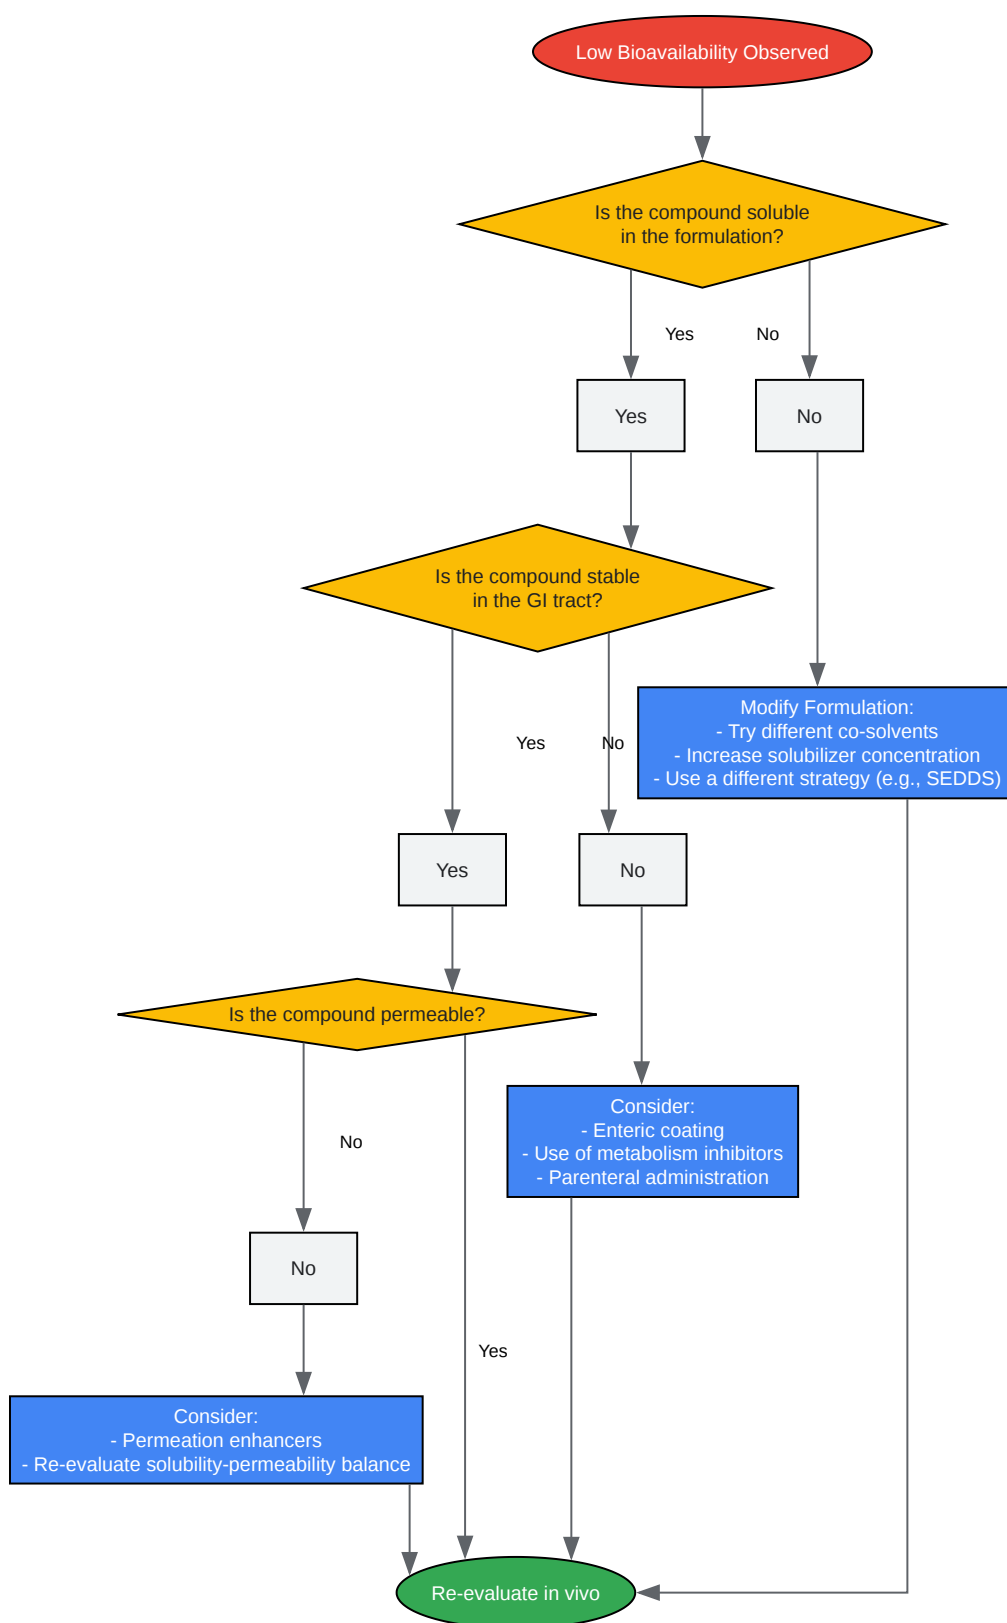 Low Bioavailability Observed
Is the compound soluble
in the formulation?
Yes
No
Yes
No
Is the compound stable
in the GI tract?
Modify Formulation:
- Try different co-solvents
- Increase solubilizer concentration
- Use a different strategy (e.g., SEDDS)
Yes
No
Yes
No
Is the compound permeable?
Consider:
- Enteric coating
- Use of metabolism inhibitors
- Parenteral administration
No
No
Yes
Consider:
- Permeation enhancers
- Re-evaluate solubility-permeability balance
Re-evaluate in vivo